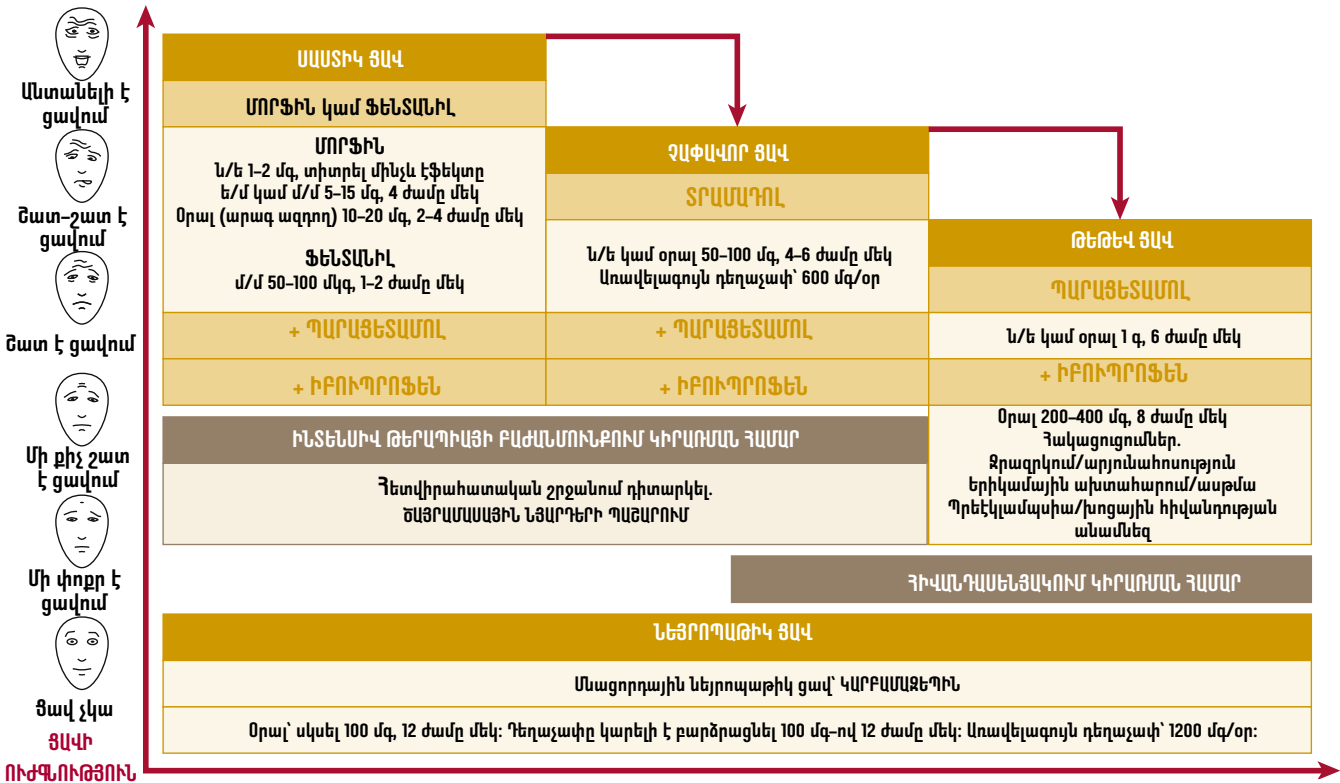 Անտանելի է
ցավում
Շատ–շատ է
ցավում
Շատ է ցավում
Մի քիչ շատ
է ցավում
Մի փոքր է
ցավում
Ցավ չկա
ՑԱՎԻ
ՈՒԺԳՆՈՒԹՅՈՒՆ
ՍԱՍՏԻԿ ՑԱՎ
ՄՈՐՖԻՆ կամ ՖԵՆՏԱՆԻԼ
ՄՈՐՖԻՆ
ն/ե 1–2 մգ, տիտրել մինչև էֆեկտը
ե/մ կամ մ/մ 5–15 մգ, 4 ժամը մեկ
Օրալ (արագ ազդող) 10–20 մգ, 2–4 ժամը մեկ
ՖԵՆՏԱՆԻԼ
մ/մ 50–100 մկգ, 1–2 ժամը մեկ
+ ՊԱՐԱՑԵՏԱՄՈԼ
+ ԻԲՈՒՊՐՈՖԵՆ
ՉԱՓԱՎՈՐ ՑԱՎ
ՏՐԱՄԱԴՈԼ
ն/ե կամ օրալ 50–100 մգ, 4–6 ժամը մեկ
Առավելագույն դեղաչափ՝ 600 մգ/օր
+ ՊԱՐԱՑԵՏԱՄՈԼ
+ ԻԲՈՒՊՐՈՖԵՆ
ԹԵԹԵՎ ՑԱՎ
ՊԱՐԱՑԵՏԱՄՈԼ
ն/ե կամ օրալ 1 գ, 6 ժամը մեկ
+ ԻԲՈՒՊՐՈՖԵՆ
Օրալ 200–400 մգ, 8 ժամը մեկ
Հակացուցումներ.
Ջրազրկում/արյունահոսություն
Երիկամային ախտահարում/ասթմա
Պրեէկլամպսիա/խոցային հիվանդության
անամնեզ
ԻՆՏԵՆՍԻՎ ԹԵՐԱՊԻԱՅԻ ԲԱԺԱՆՄՈՒՆՔՈՒՄ ԿԻՐԱՌՄԱՆ ՀԱՄԱՐ
Հետվիրահատական շրջանում դիտարկել.
ԾԱՅՐԱՄԱՍԱՅԻՆ ՆՅԱՐԴԵՐԻ ՊԱՇԱՐՈՒՄ
ՀԻՎԱՆԴԱՍԵՆՅԱԿՈՒՄ ԿԻՐԱՌՄԱՆ ՀԱՄԱՐ
ՆԵՅՐՈՊԱԹԻԿ ՑԱՎ
Մնացորդային նեյրոպաթիկ ցավ՝ ԿԱՐԲԱՄԱԶԵՊԻՆ
Օրալ՝ սկսել 100 մգ, 12 ժամը մեկ: Դեղաչափը կարելի է բարձրացնել 100 մգ–ով 12 ժամը մեկ: Առավելագույն դեղաչափ՝ 1200 մգ/օր: